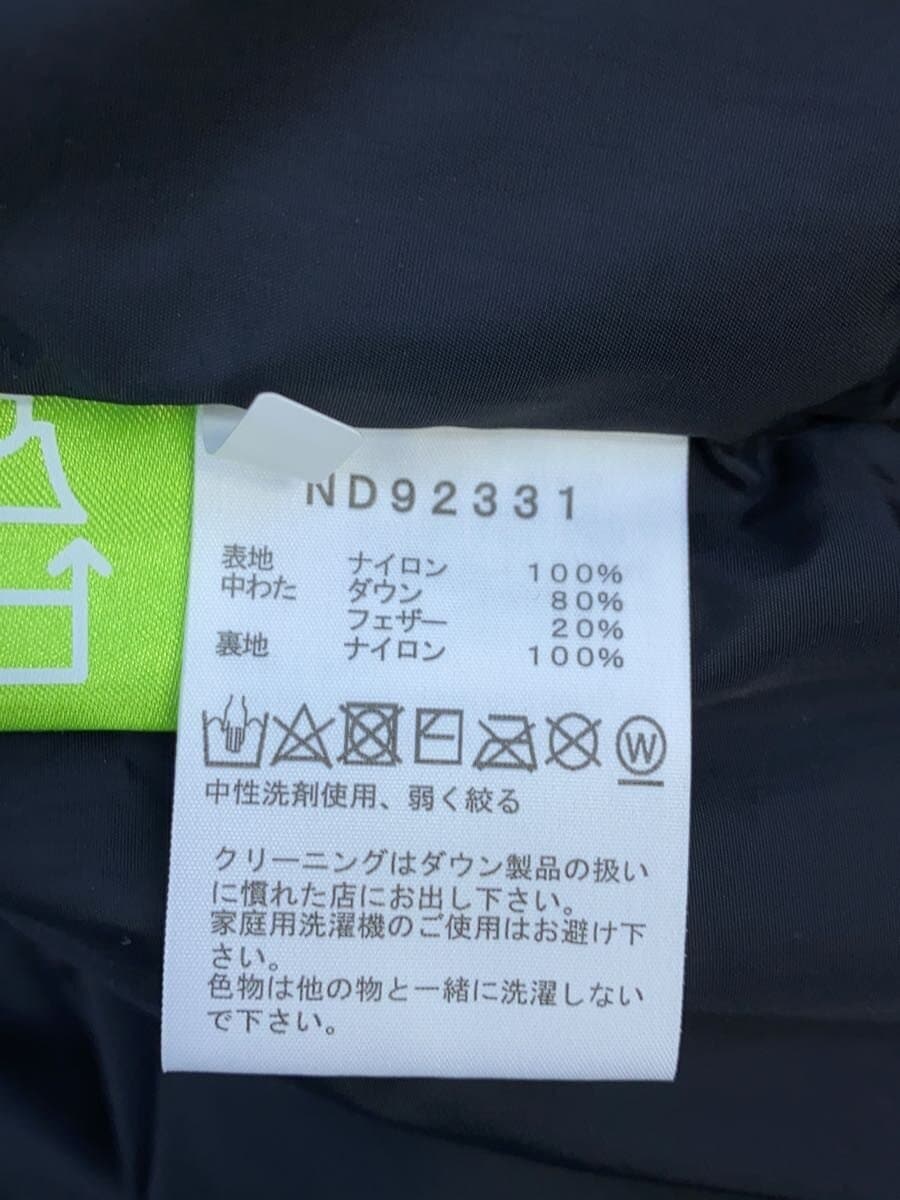 ND92331
表地 ナイロン 100%
中わた ダウン 80%
フェザー 20%
裏地 ナイロン 100%
W
中性洗剤使用、弱く絞る
クリーニングはダウン製品の扱い
に慣れた店にお出し下さい。
家庭用洗濯機のご使用はお避け下
さい。
色物は他の物と一緒に洗濯しない
で下さい。